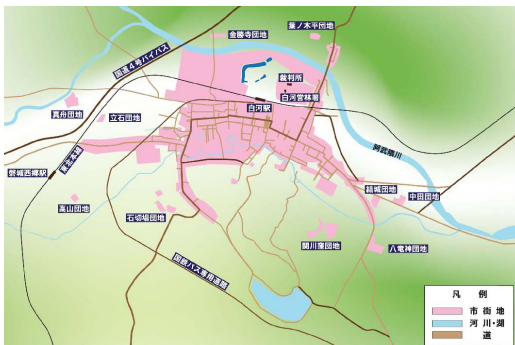 葉ノ木平団地
金勝寺団地
国道4号バイパス
裁判所
白河営林署
白河駅
真舟団地
立石団地
阿武隈川
東北本線
磐城西郷駅
結城団地
中田団地
高山団地
石切場団地
関川窪団地
八竜神団地
国鉄バス専用道路
凡 例
市 街 地
河 川・湖
道